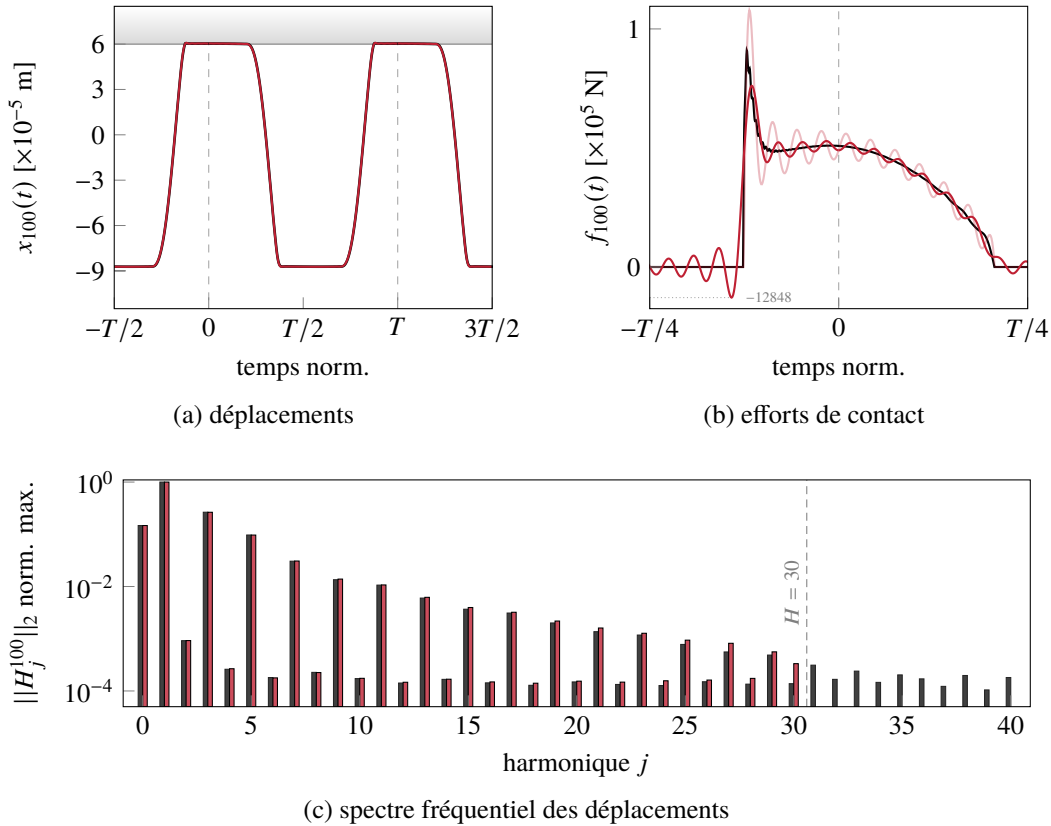 6
3
0
−3
−6
−9
x₁₀₀(t) [×10⁻⁵ m]
−T/2
0
T/2
T
3T/2
temps norm.
(a) déplacements
1
0
f₁₀₀(t) [×10⁵ N]
−12848
−T/4
0
T/4
temps norm.
(b) efforts de contact
10⁰
10⁻²
10⁻⁴
||Hⱼ¹⁰⁰||₂ norm. max.
H = 30
0
5
10
15
20
25
30
35
40
harmonique j
(c) spectre fréquentiel des déplacements